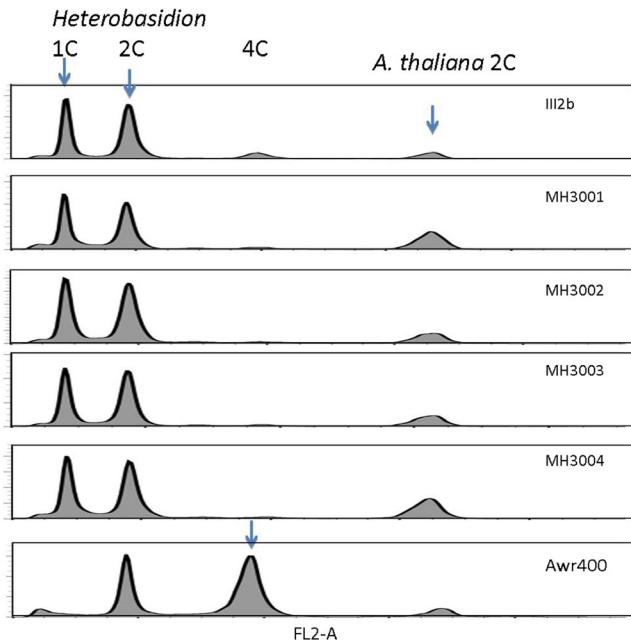 Heterobasidion
1C 2C 4C
A. thaliana 2C
III2b
MH3001
MH3002
MH3003
MH3004
Awr400
FL2-A